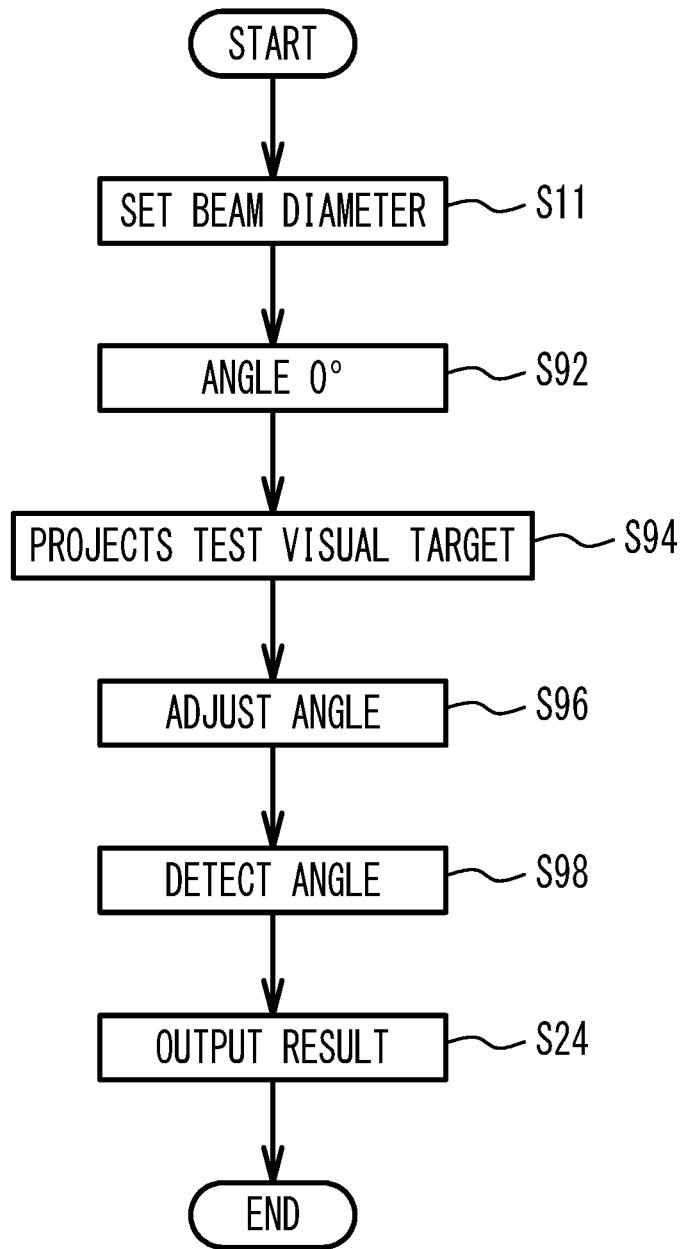 START
SET BEAM DIAMETER S11
ANGLE 0° S92
PROJECTS TEST VISUAL TARGET S94
ADJUST ANGLE S96
DETECT ANGLE S98
OUTPUT RESULT S24
END